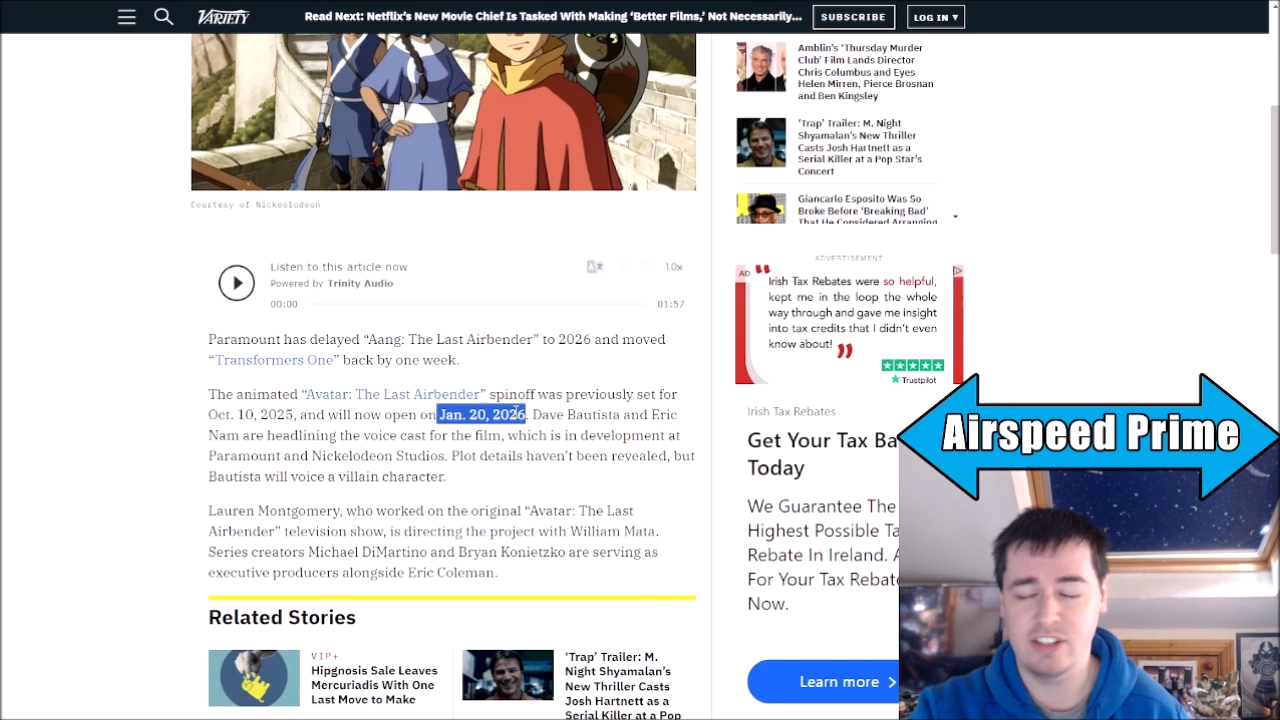 VARIETY
Read Next: Netflix's New Movie Chief Is Tasked With Making 'Better Films,' Not Necessarily...
SUBSCRIBE
LOG IN ▾
Courtesy of Nickeolodeon
Listen to this article now
Powered by Trinity Audio
1.0x
00:00
01:57
Paramount has delayed “Aang: The Last Airbender” to 2026 and moved
“Transformers One” back by one week.
The animated “Avatar: The Last Airbender” spinoff was previously set for
Oct. 10, 2025, and will now open on Jan. 20, 2026. Dave Bautista and Eric
Nam are headlining the voice cast for the film, which is in development at
Paramount and Nickelodeon Studios. Plot details haven't been revealed, but
Bautista will voice a villain character.
Lauren Montgomery, who worked on the original “Avatar: The Last
Airbender” television show, is directing the project with William Mata.
Series creators Michael DiMartino and Bryan Konietzko are serving as
executive producers alongside Eric Coleman.
Related Stories
VIP+
Hipgnosis Sale Leaves
Mercuriadis With One
Last Move to Make
‘Trap’ Trailer: M.
Night Shyamalan’s
New Thriller Casts
Josh Hartnett as a
Serial Killer at a Pop
Amblin’s ‘Thursday Murder
Club’ Film Lands Director
Chris Columbus and Eyes
Helen Mirren, Pierce Brosnan
and Ben Kingsley
‘Trap’ Trailer: M. Night
Shyamalan’s New Thriller
Casts Josh Hartnett as a
Serial Killer at a Pop Star’s
Concert
Giancarlo Esposito Was So
Broke Before ‘Breaking Bad’
That He Considered Arranging
ADVERTISEMENT
AD
Irish Tax Rebates were so helpful,
kept me in the loop the whole
way through and gave me insight
into tax credits that I didn't even
know about!
Trustpilot
Irish Tax Rebates
Get Your Tax Ba
Today
We Guarantee The
Highest Possible Ta
Rebate In Ireland. A
For Your Tax Rebate
Now.
Learn more
Airspeed Prime